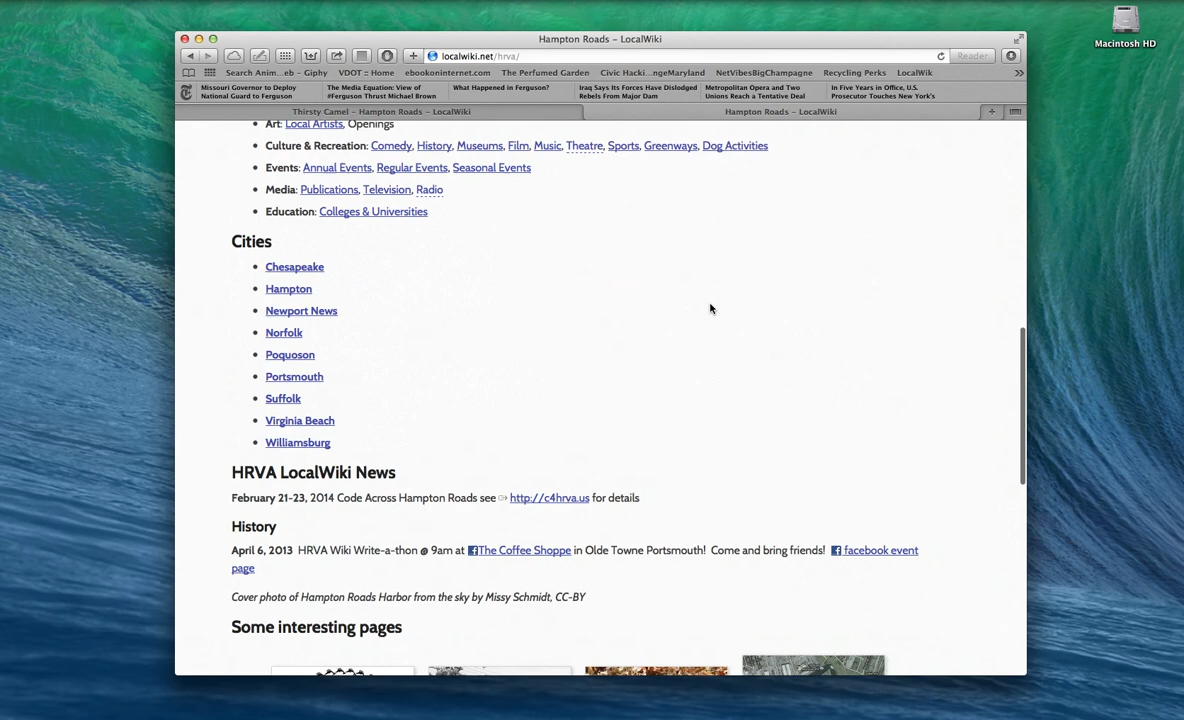 Macintosh HD
Hampton Roads – LocalWiki
localwiki.net/hrva/
Reader
Search Anim...eb – Giphy VDOT :: Home ebookoninternet.com The Perfumed Garden Civic Hacki...ngeMaryland NetVibesBigChampagne Recycling Perks LocalWik
Missouri Governor to Deploy National Guard to Ferguson
The Media Equation: View of #Ferguson Thrust Michael Brown
What Happened in Ferguson?
Iraq Says Its Forces Have Dislodged Rebels From Major Dam
Metropolitan Opera and Two Unions Reach a Tentative Deal
In Five Years in Office, U.S. Prosecutor Touches New York's
Thirsty Camel – Hampton Roads – LocalWiki
Hampton Roads – LocalWiki
Art: Local Artists, Openings
Culture & Recreation: Comedy, History, Museums, Film, Music, Theatre, Sports, Greenways, Dog Activities
Events: Annual Events, Regular Events, Seasonal Events
Media: Publications, Television, Radio
Education: Colleges & Universities
Cities
Chesapeake
Hampton
Newport News
Norfolk
Poquoson
Portsmouth
Suffolk
Virginia Beach
Williamsburg
HRVA LocalWiki News
February 21-23, 2014 Code Across Hampton Roads see http://c4hrva.us for details
History
April 6, 2013 HRVA Wiki Write-a-thon @ 9am at The Coffee Shoppe in Olde Towne Portsmouth! Come and bring friends! facebook event
page
Cover photo of Hampton Roads Harbor from the sky by Missy Schmidt, CC-BY
Some interesting pages